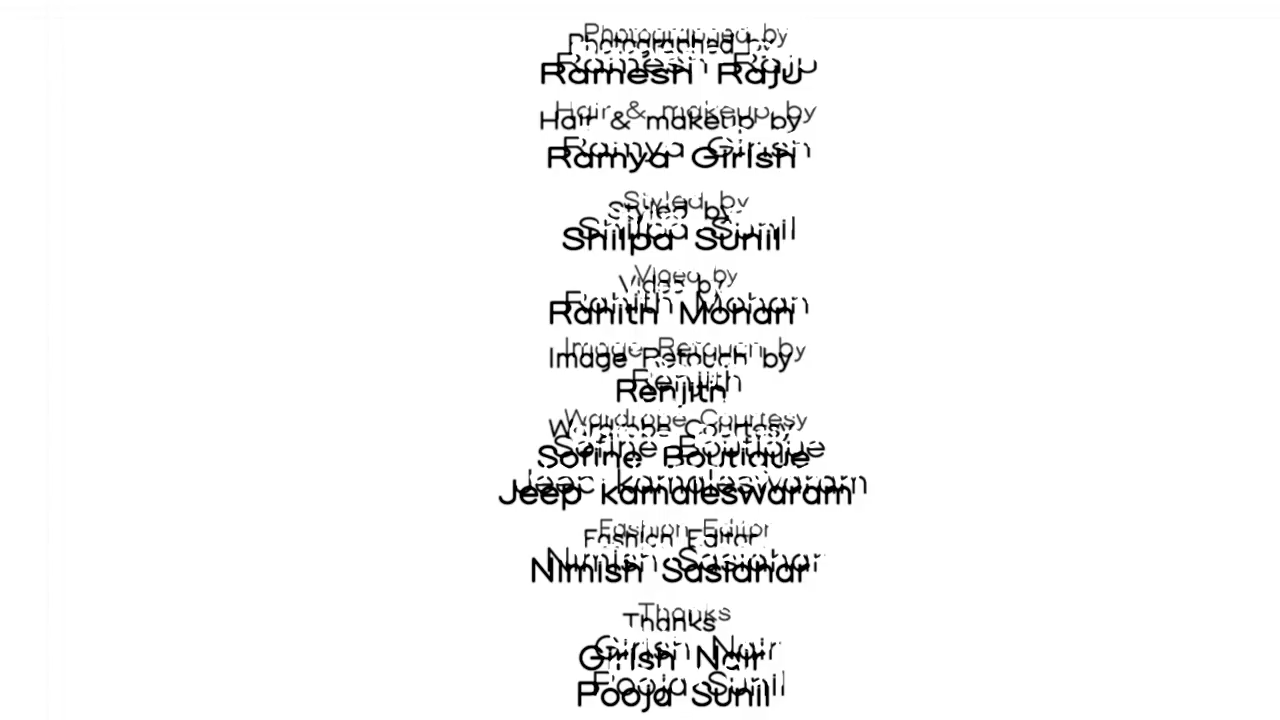 Photographed by
Ramesh Raju
Hair & makeup by
Ramya Girish
Styled by
Shilpa Sunil
Video by
Ranith Mohan
Image Retouch by
Renjith
Wardrobe Courtesy
Sofine Boutique
Jeep kamaleswaram
Fashion Editor
Nimish Sasidhar
Thanks
Girish Nair
Pooja Sunil